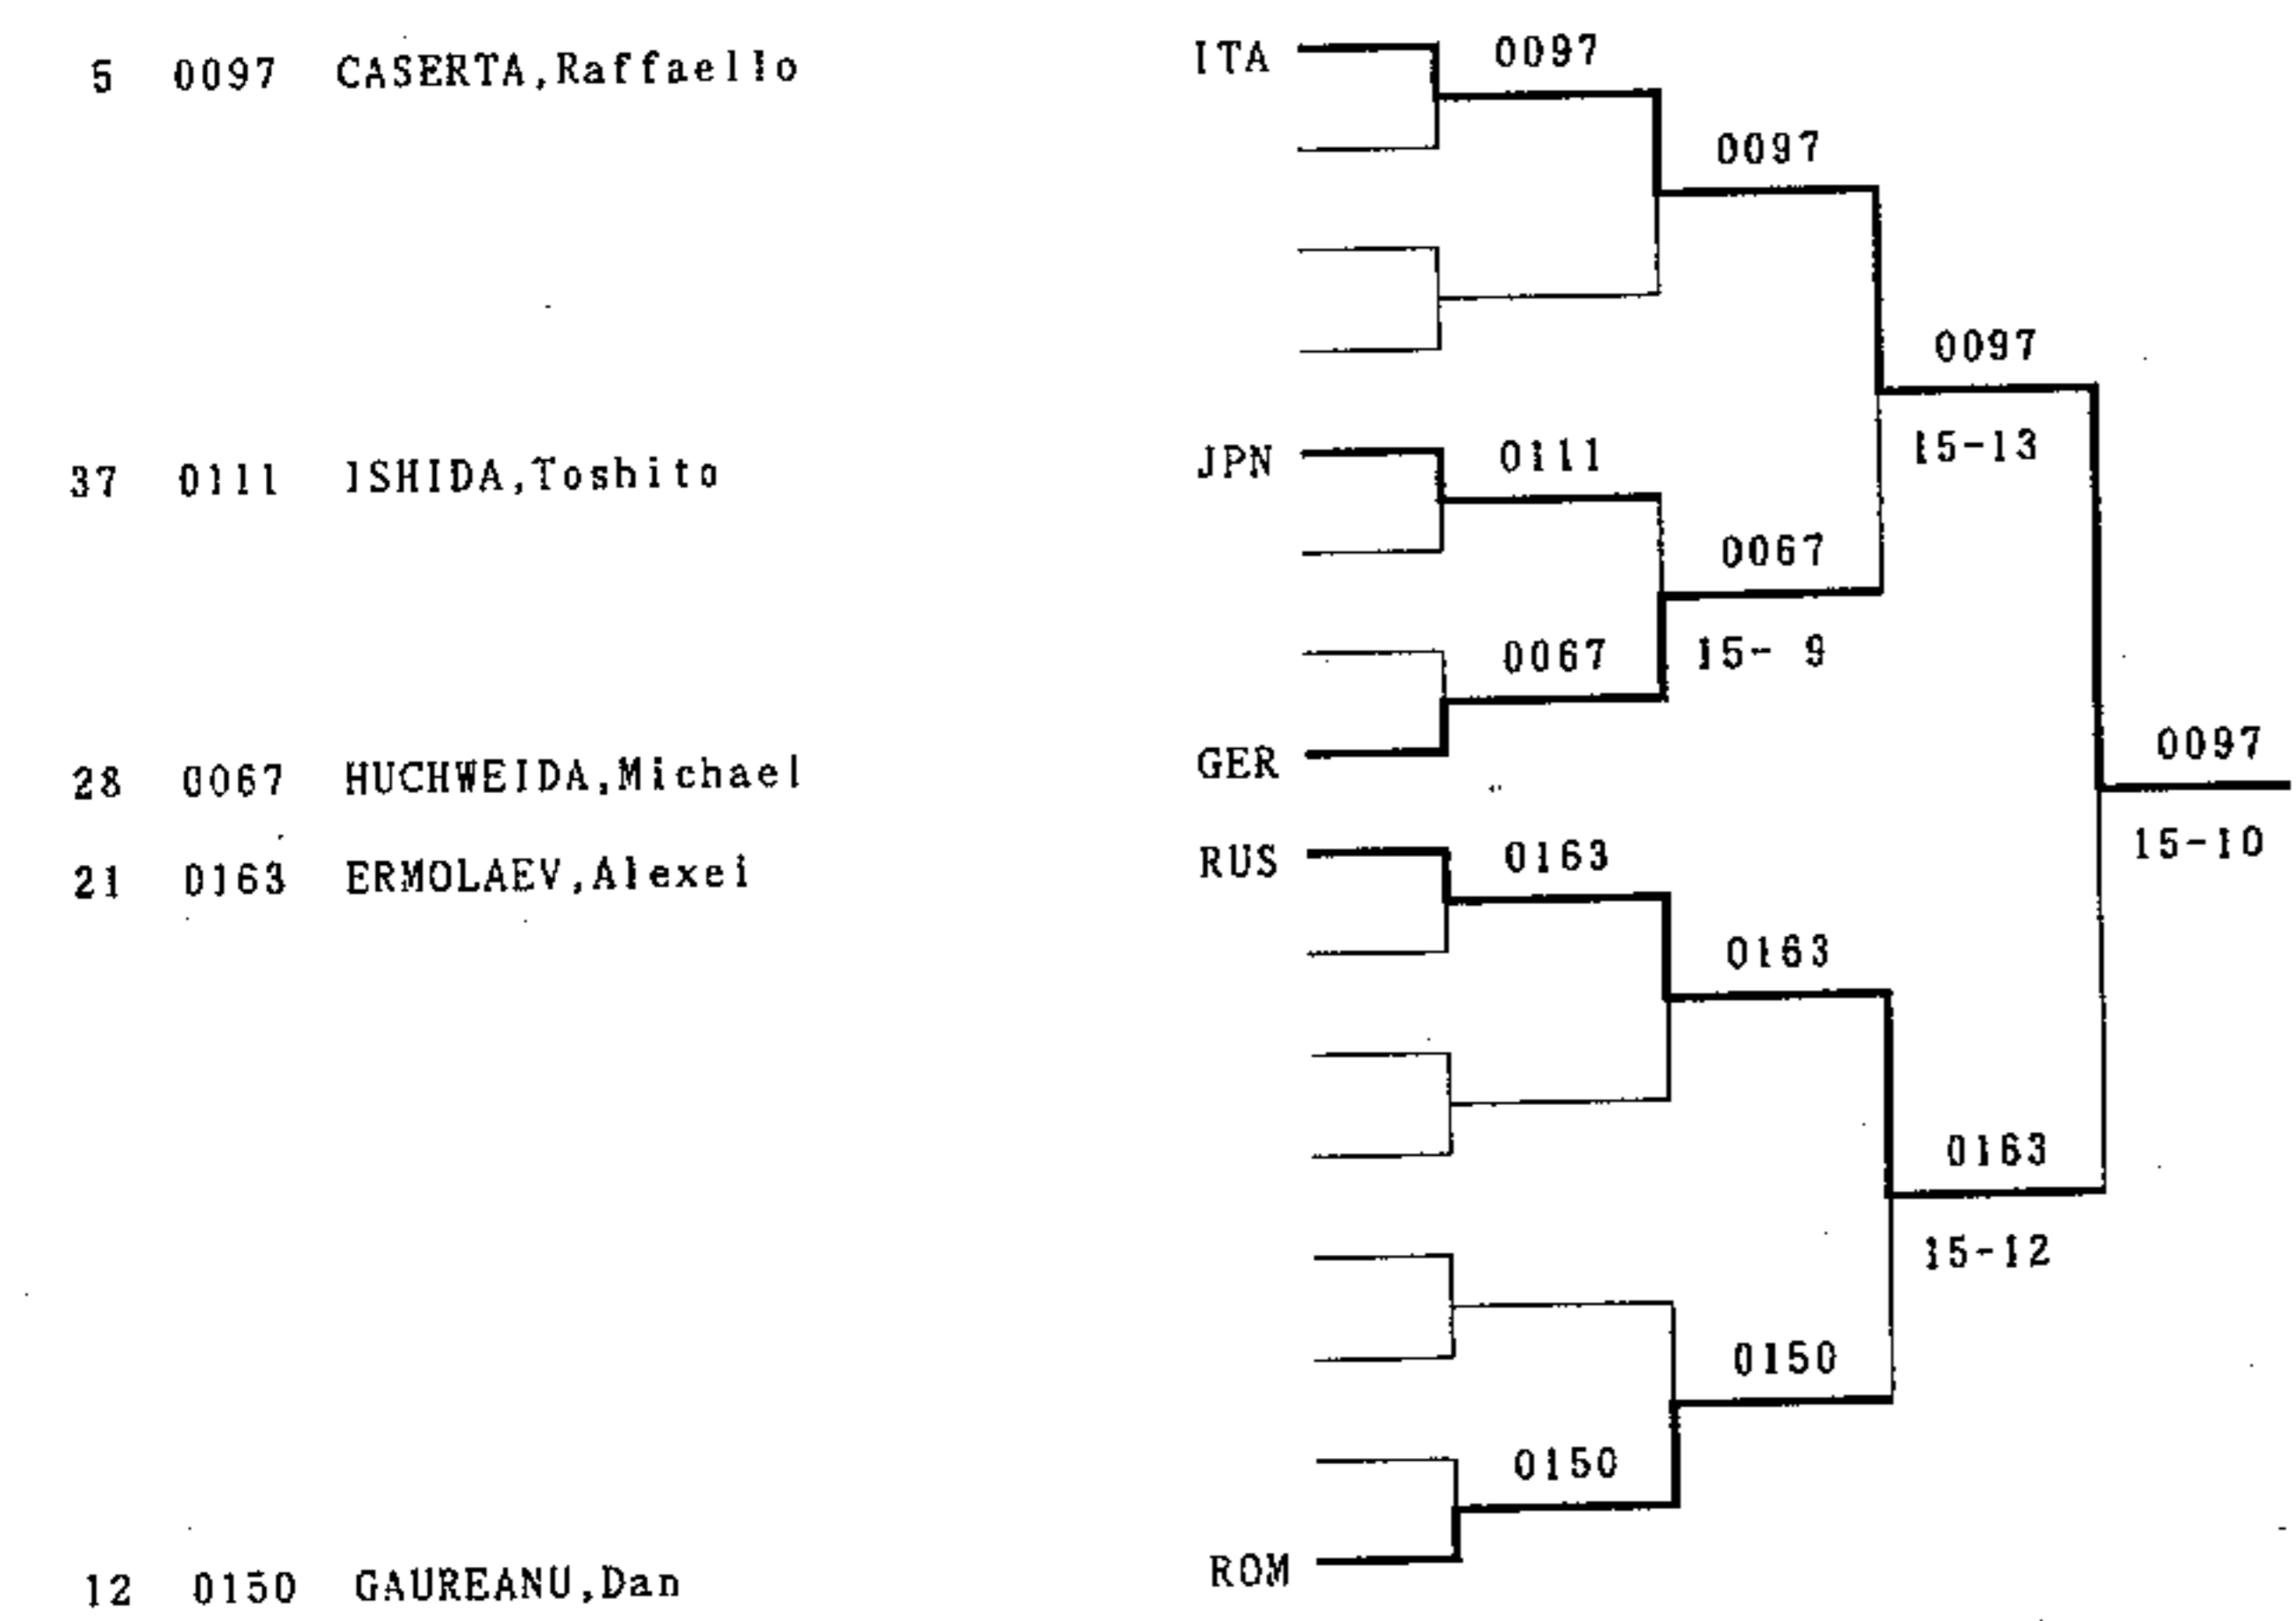 5 0097 CASERTA,Raffaello ITA 0097
0097
0097
15-13
37 0111 ISHIDA,Toshito JPN 0111
0067
0067 15- 9
0097
28 0067 HUCHWEIDA,Michael GER
15-10
21 0163 ERMOLAEV,Alexei RUS 0163
0163
0163
15-12
0150
0150
12 0150 GAUREANU,Dan ROM